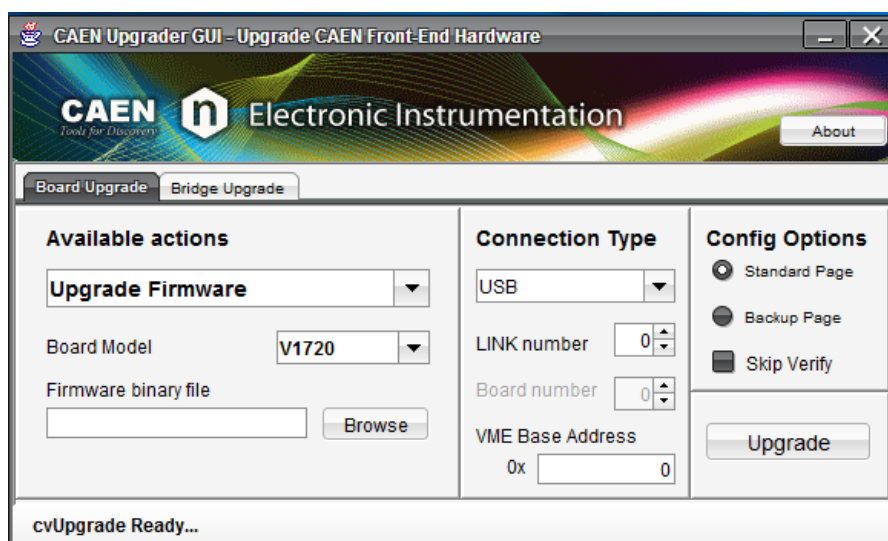 CAEN Upgrader GUI - Upgrade CAEN Front-End Hardware
CAEN
Tools for Discovery
n
Electronic Instrumentation
About
Board Upgrade
Bridge Upgrade
Available actions
Upgrade Firmware
Board Model
V1720
Firmware binary file
Browse
Connection Type
USB
LINK number
0
Board number
0
VME Base Address
0x
0
Config Options
Standard Page
Backup Page
Skip Verify
Upgrade
cvUpgrade Ready...